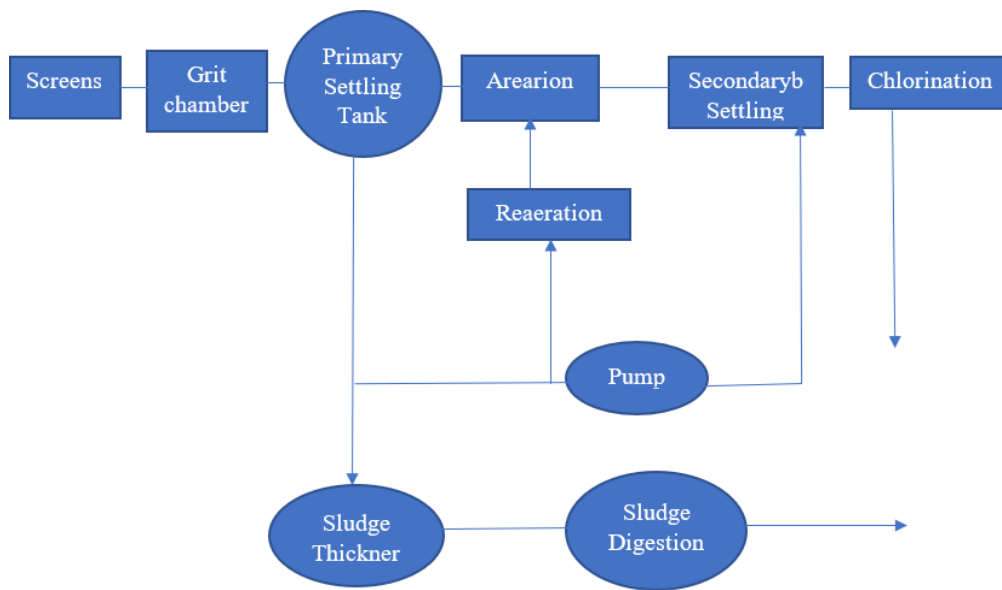 Screens
Grit
chamber
Primary
Settling
Tank
Arearion
Secondaryb
Settling
Chlorination
Reaeration
Pump
Sludge
Thickner
Sludge
Digestion